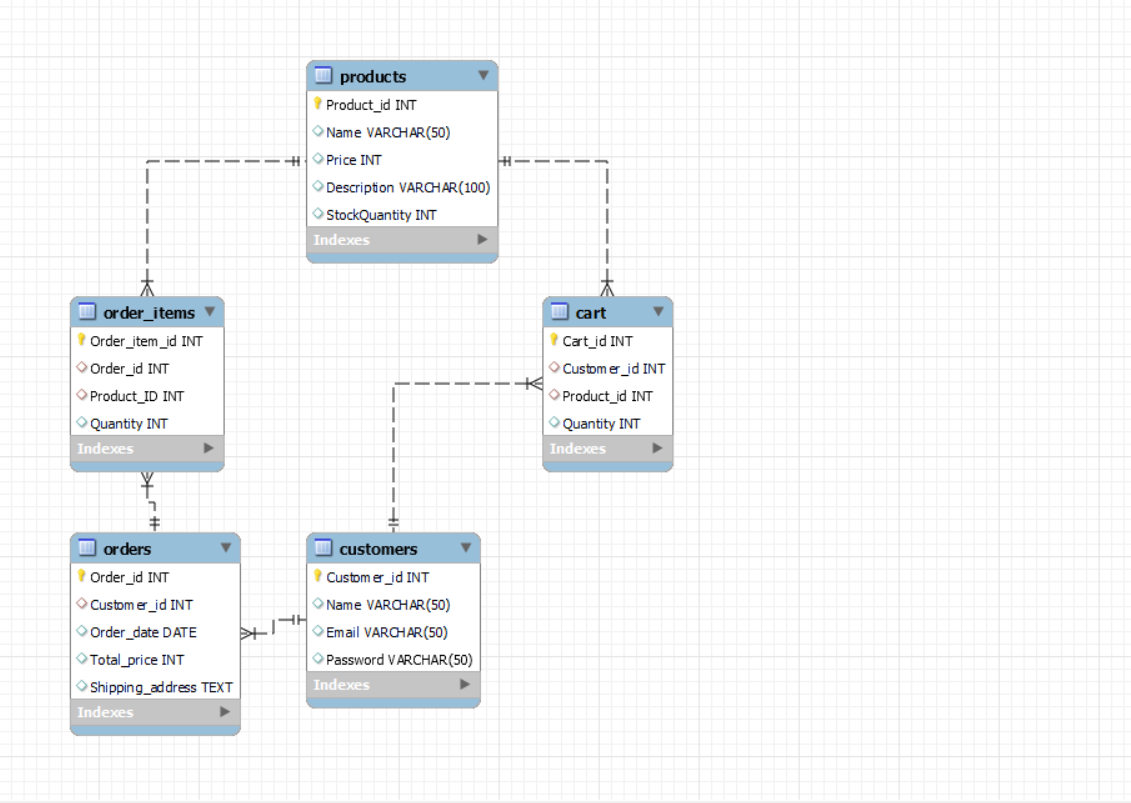 products
Product_id INT
Name VARCHAR(50)
Price INT
Description VARCHAR(100)
StockQuantity INT
Indexes
order_items
Order_item_id INT
Order_id INT
Product_ID INT
Quantity INT
Indexes
cart
Cart_id INT
Customer_id INT
Product_id INT
Quantity INT
Indexes
orders
Order_id INT
Customer_id INT
Order_date DATE
Total_price INT
Shipping_address TEXT
Indexes
customers
Customer_id INT
Name VARCHAR(50)
Email VARCHAR(50)
Password VARCHAR(50)
Indexes